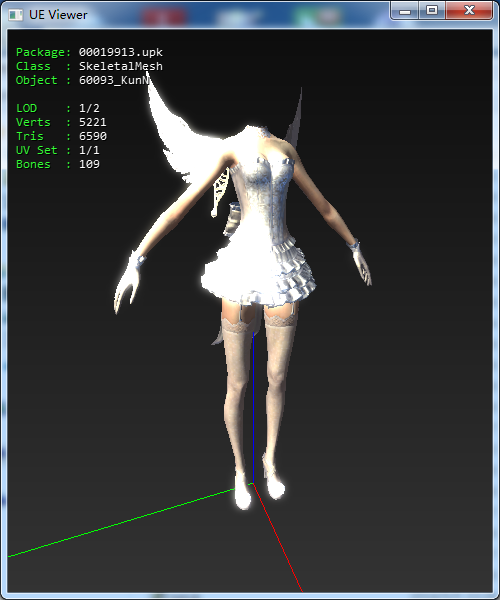 UE Viewer
Package: 00019913.upk
Class : SkeletalMesh
Object : 60093_KunN
LOD : 1/2
Verts : 5221
Tris : 6590
UV Set : 1/1
Bones : 109